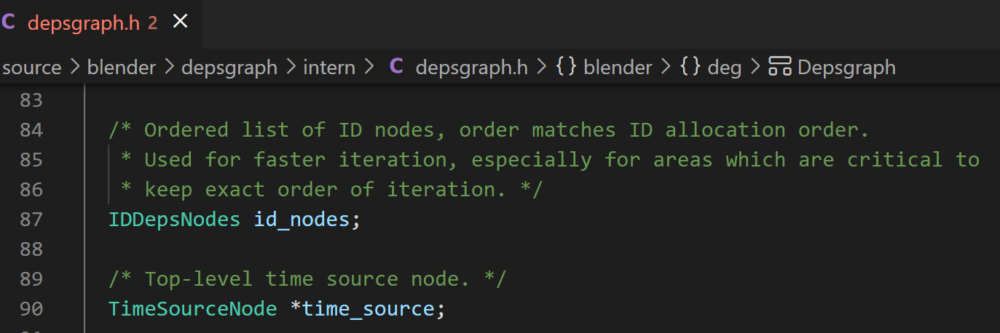 C depsgraph.h 2 ×
source > blender > depsgraph > intern > C depsgraph.h > {} blender > {} deg > Depsgraph
83
84 /* Ordered list of ID nodes, order matches ID allocation order.
85 * Used for faster iteration, especially for areas which are critical to
86 * keep exact order of iteration. */
87 IDDepsNodes id_nodes;
88
89 /* Top-level time source node. */
90 TimeSourceNode *time_source;